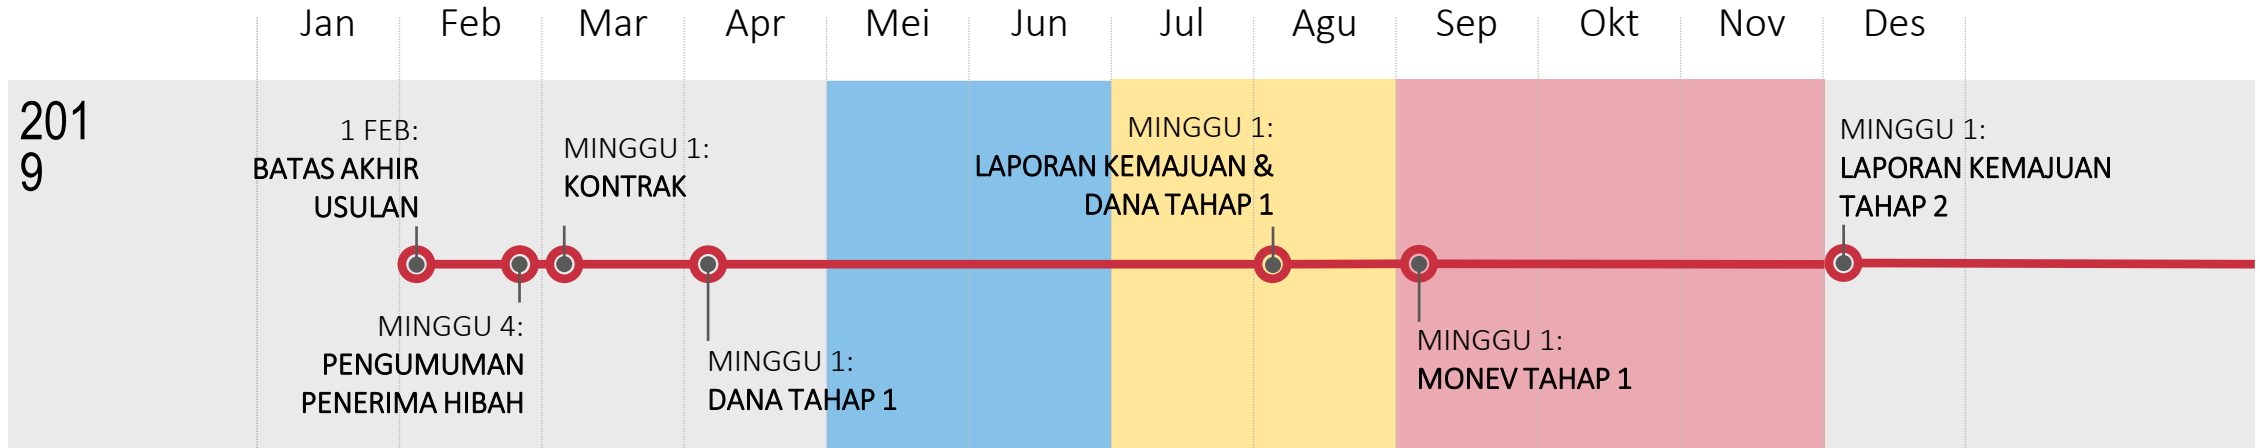 Jan Feb Mar Apr Mei Jun Jul Agu Sep Okt Nov Des
201
9
1 FEB:
BATAS AKHIR
USULAN
MINGGU 1:
KONTRAK
MINGGU 1:
LAPORAN KEMAJUAN &
DANA TAHAP 1
MINGGU 1:
LAPORAN KEMAJUAN
TAHAP 2
MINGGU 4:
PENGUMUMAN
PENERIMA HIBAH
MINGGU 1:
DANA TAHAP 1
MINGGU 1:
MONEV TAHAP 1